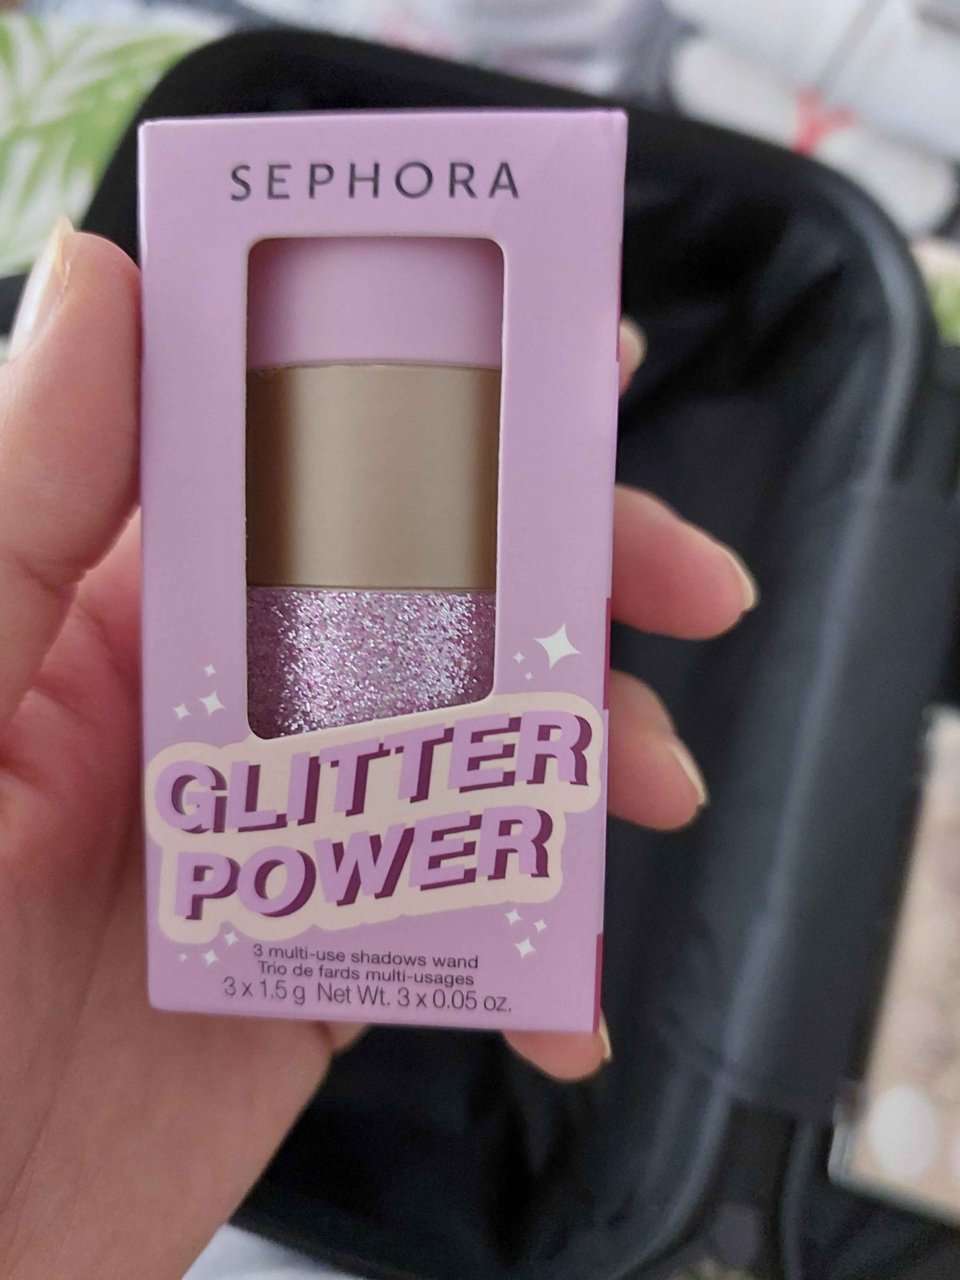 SEPHORA
GLITTER
POWER
3 multi-use shadows wand
Trio de fards multi-usages
3 x 1.5 g Net Wt. 3 x 0.05 oz.